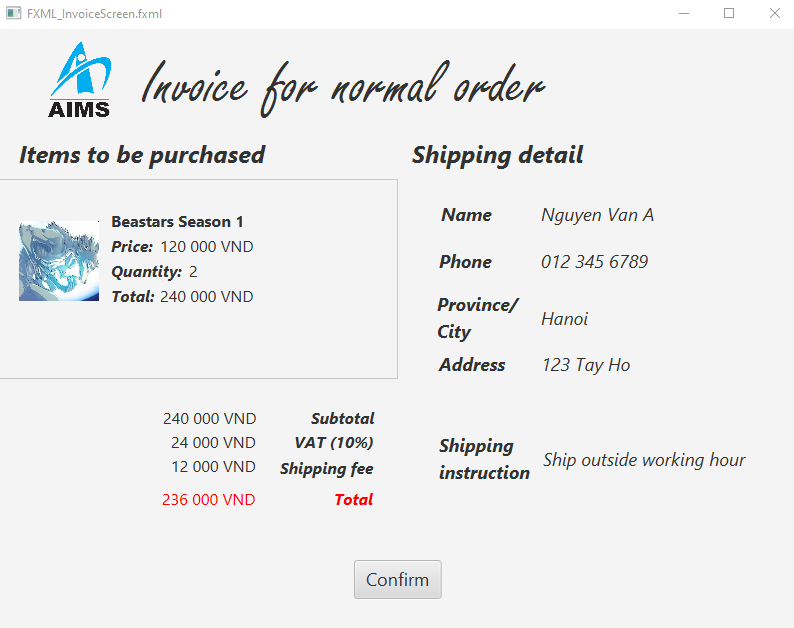 FXML_InvoiceScreen.fxml
AIMS
Invoice for normal order
Items to be purchased
Beastars Season 1
Price: 120 000 VND
Quantity: 2
Total: 240 000 VND
240 000 VND Subtotal
24 000 VND VAT (10%)
12 000 VND Shipping fee
236 000 VND Total
Shipping detail
Name Nguyen Van A
Phone 012 345 6789
Province/
City Hanoi
Address 123 Tay Ho
Shipping
instruction Ship outside working hour
Confirm